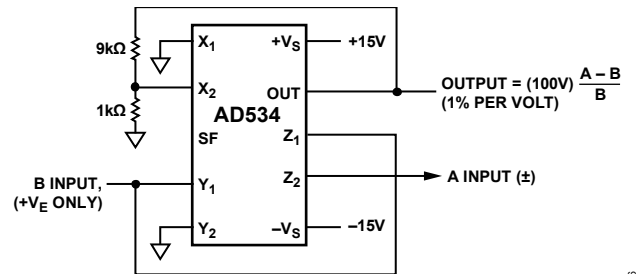 9kΩ
1kΩ
X1
X2
SF
Y1
Y2
AD534
+VS
OUT
Z1
Z2
–VS
+15V
OUTPUT = (100V) A – B
B
(1% PER VOLT)
B INPUT,
(+VE ONLY)
A INPUT (±)
–15V